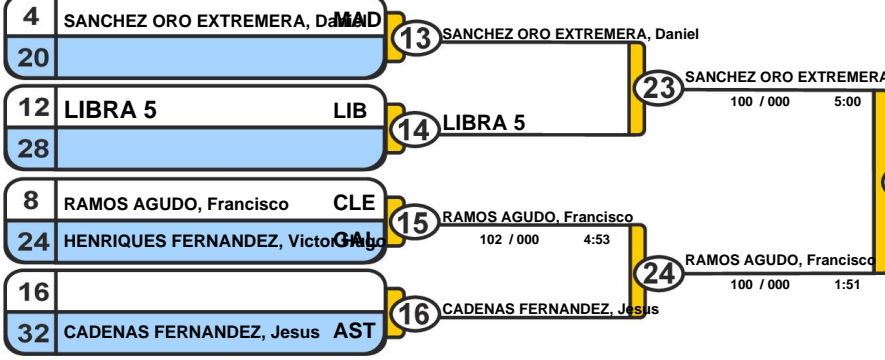 4 SANCHEZ ORO EXTREMERA, Daniel MAD
20
13 SANCHEZ ORO EXTREMERA, Daniel
12 LIBRA 5 LIB
28
14 LIBRA 5
23 SANCHEZ ORO EXTREMERA
100 / 000 5:00
8 RAMOS AGUDO, Francisco CLE
24 HENRIQUES FERNANDEZ, Victor Hugo GAL
15 RAMOS AGUDO, Francisco
102 / 000 4:53
16
32 CADENAS FERNANDEZ, Jesus AST
16 CADENAS FERNANDEZ, Jesus
24 RAMOS AGUDO, Francisco
100 / 000 1:51